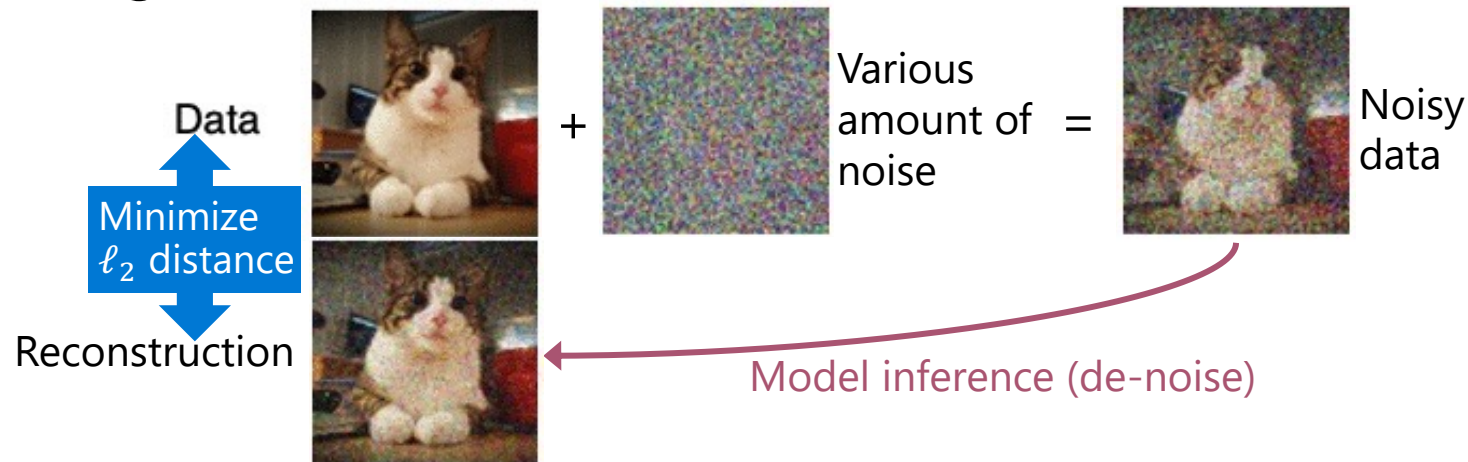 Data
+
Various
amount of
noise
=
Noisy
data
Minimize
ℓ₂ distance
Reconstruction
Model inference (de-noise)